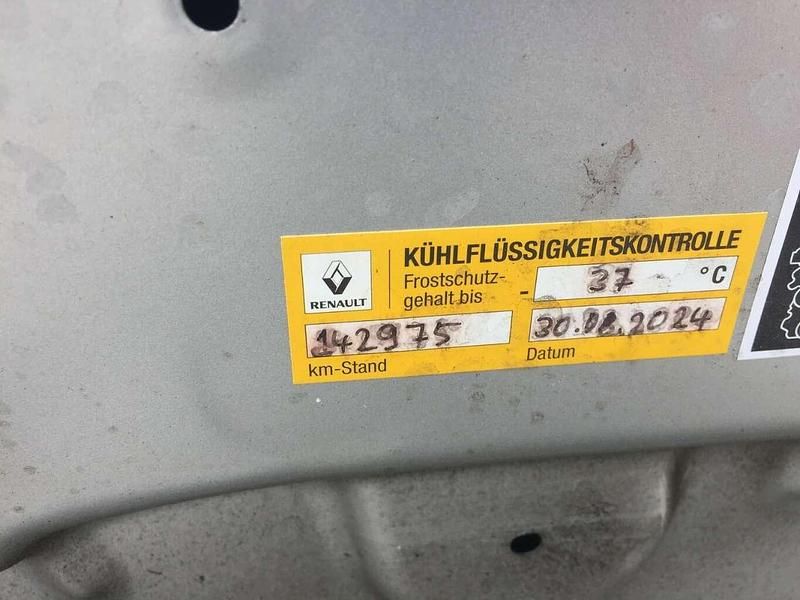 KÜHLFLÜSSIGKEITSKONTROLLE
Frostschutz-
gehalt bis - 37 °C
RENAULT
142975
30.08.2024
km-Stand
Datum